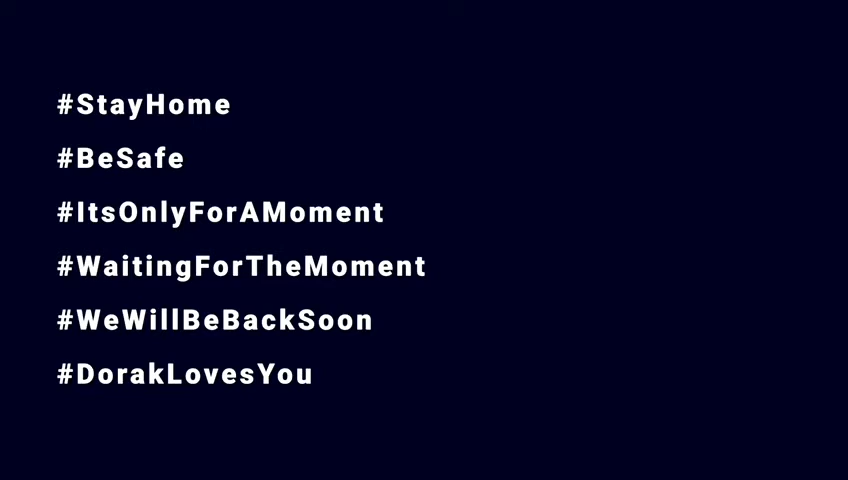 #StayHome
#BeSafe
#ItsOnlyForAMoment
#WaitingForTheMoment
#WeWillBeBackSoon
#DorakLovesYou